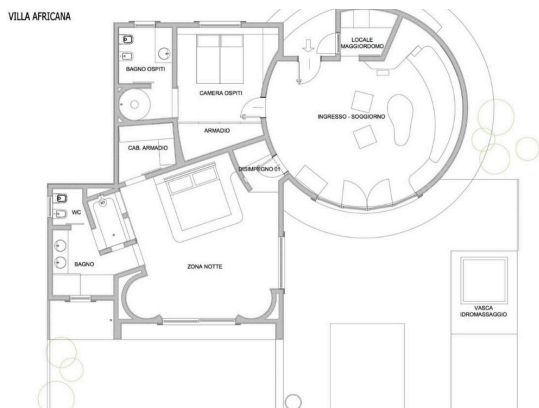 VILLA AFRICANA
LOCALE
MAGGIORDOMO
BAGNO OSPITI
CAMERA OSPITI
INGRESSO - SOGGIORNO
ARMADIO
CAB. ARMADIO
DISIMPEGNO 01
WC
BAGNO
ZONA NOTTE
VASCA
IDROMASSAGGIO